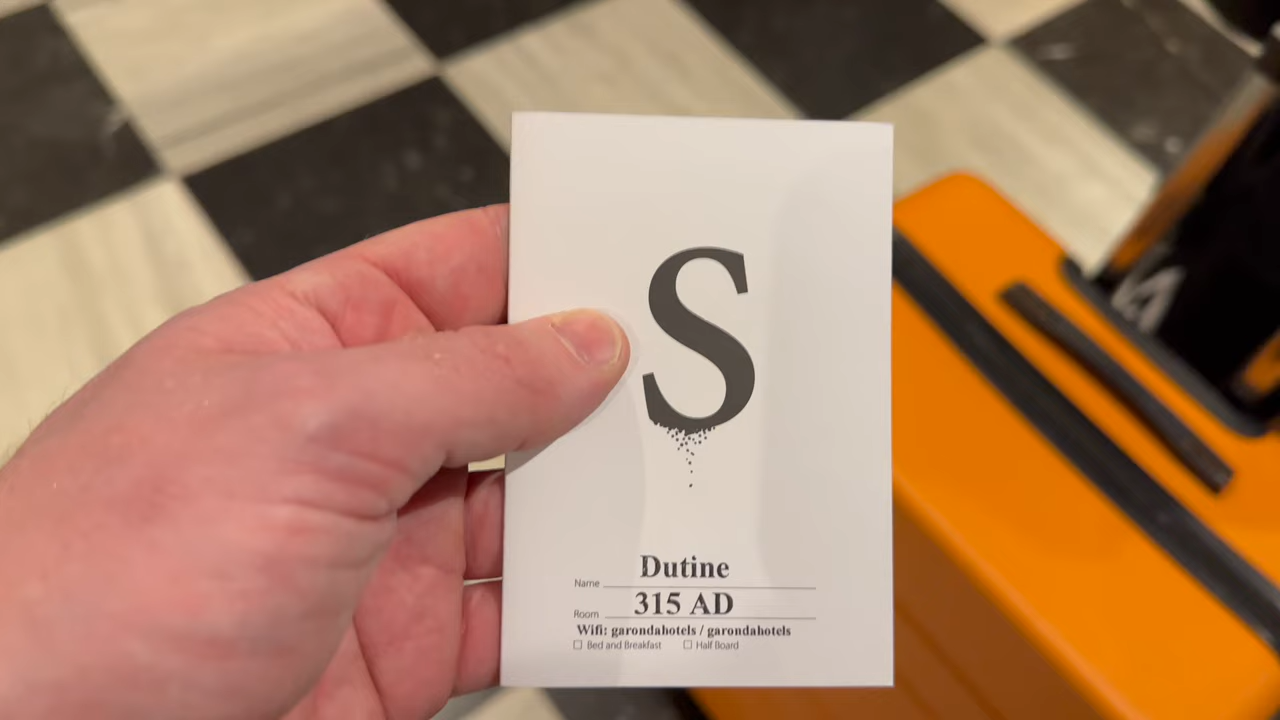 S
Name Dutine
Room 315 AD
Wifi: garondahotels / garondahotels
☐ Bed and Breakfast ☐ Half Board